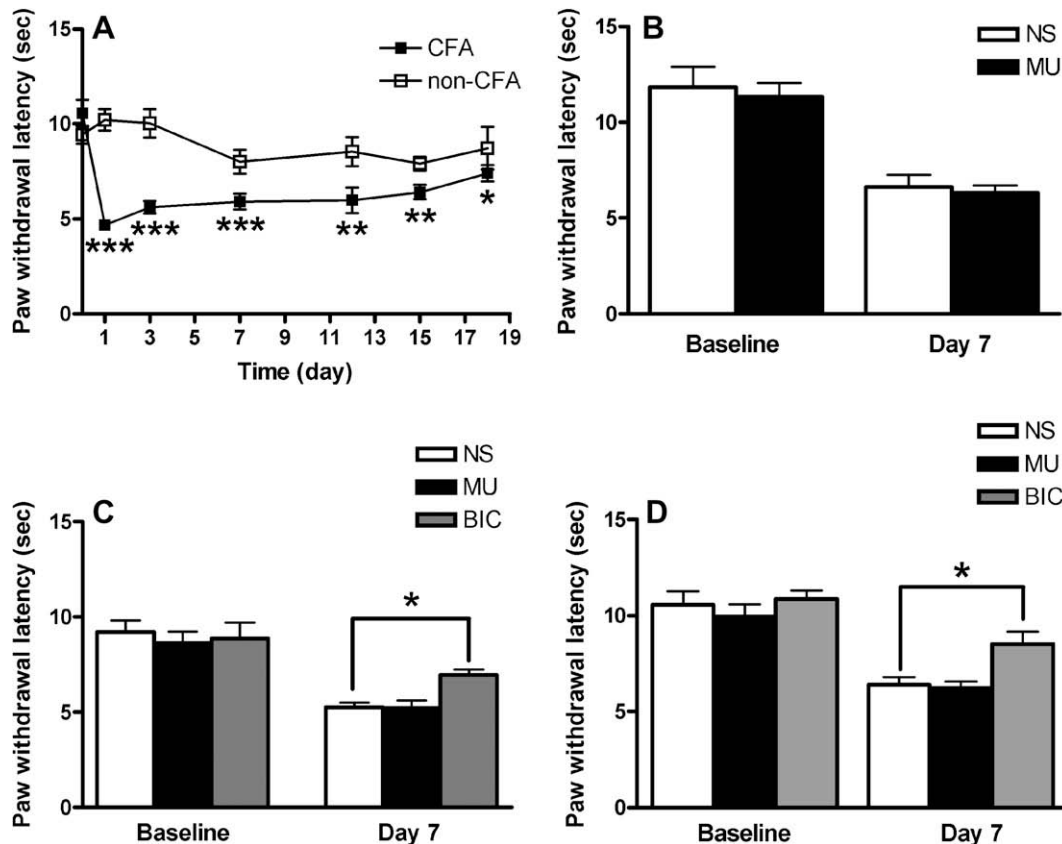 A
Paw withdrawal latency (sec)
15
10
5
0
CFA
non-CFA
***
***
***
**
**
*
1 3 5 7 9 11 13 15 17 19
Time (day)
B
Paw withdrawal latency (sec)
15
10
5
0
NS
MU
Baseline Day 7
C
Paw withdrawal latency (sec)
15
10
5
0
NS
MU
BIC
*
Baseline Day 7
D
Paw withdrawal latency (sec)
15
10
5
0
NS
MU
BIC
*
Baseline Day 7